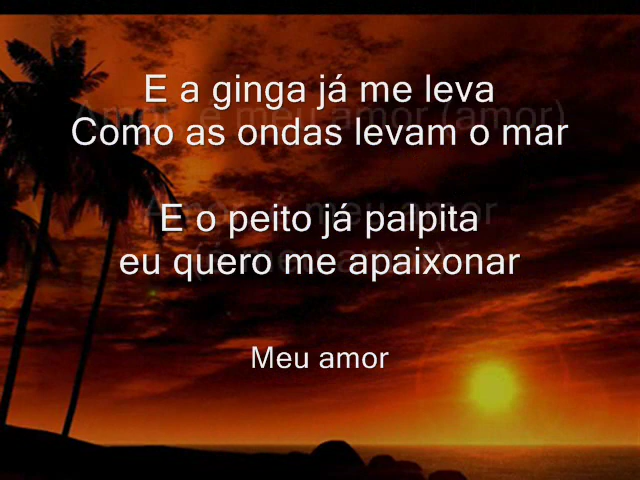 E a ginga já me leva
Como as ondas levam o mar
E o peito já palpita
eu quero me apaixonar
Meu amor